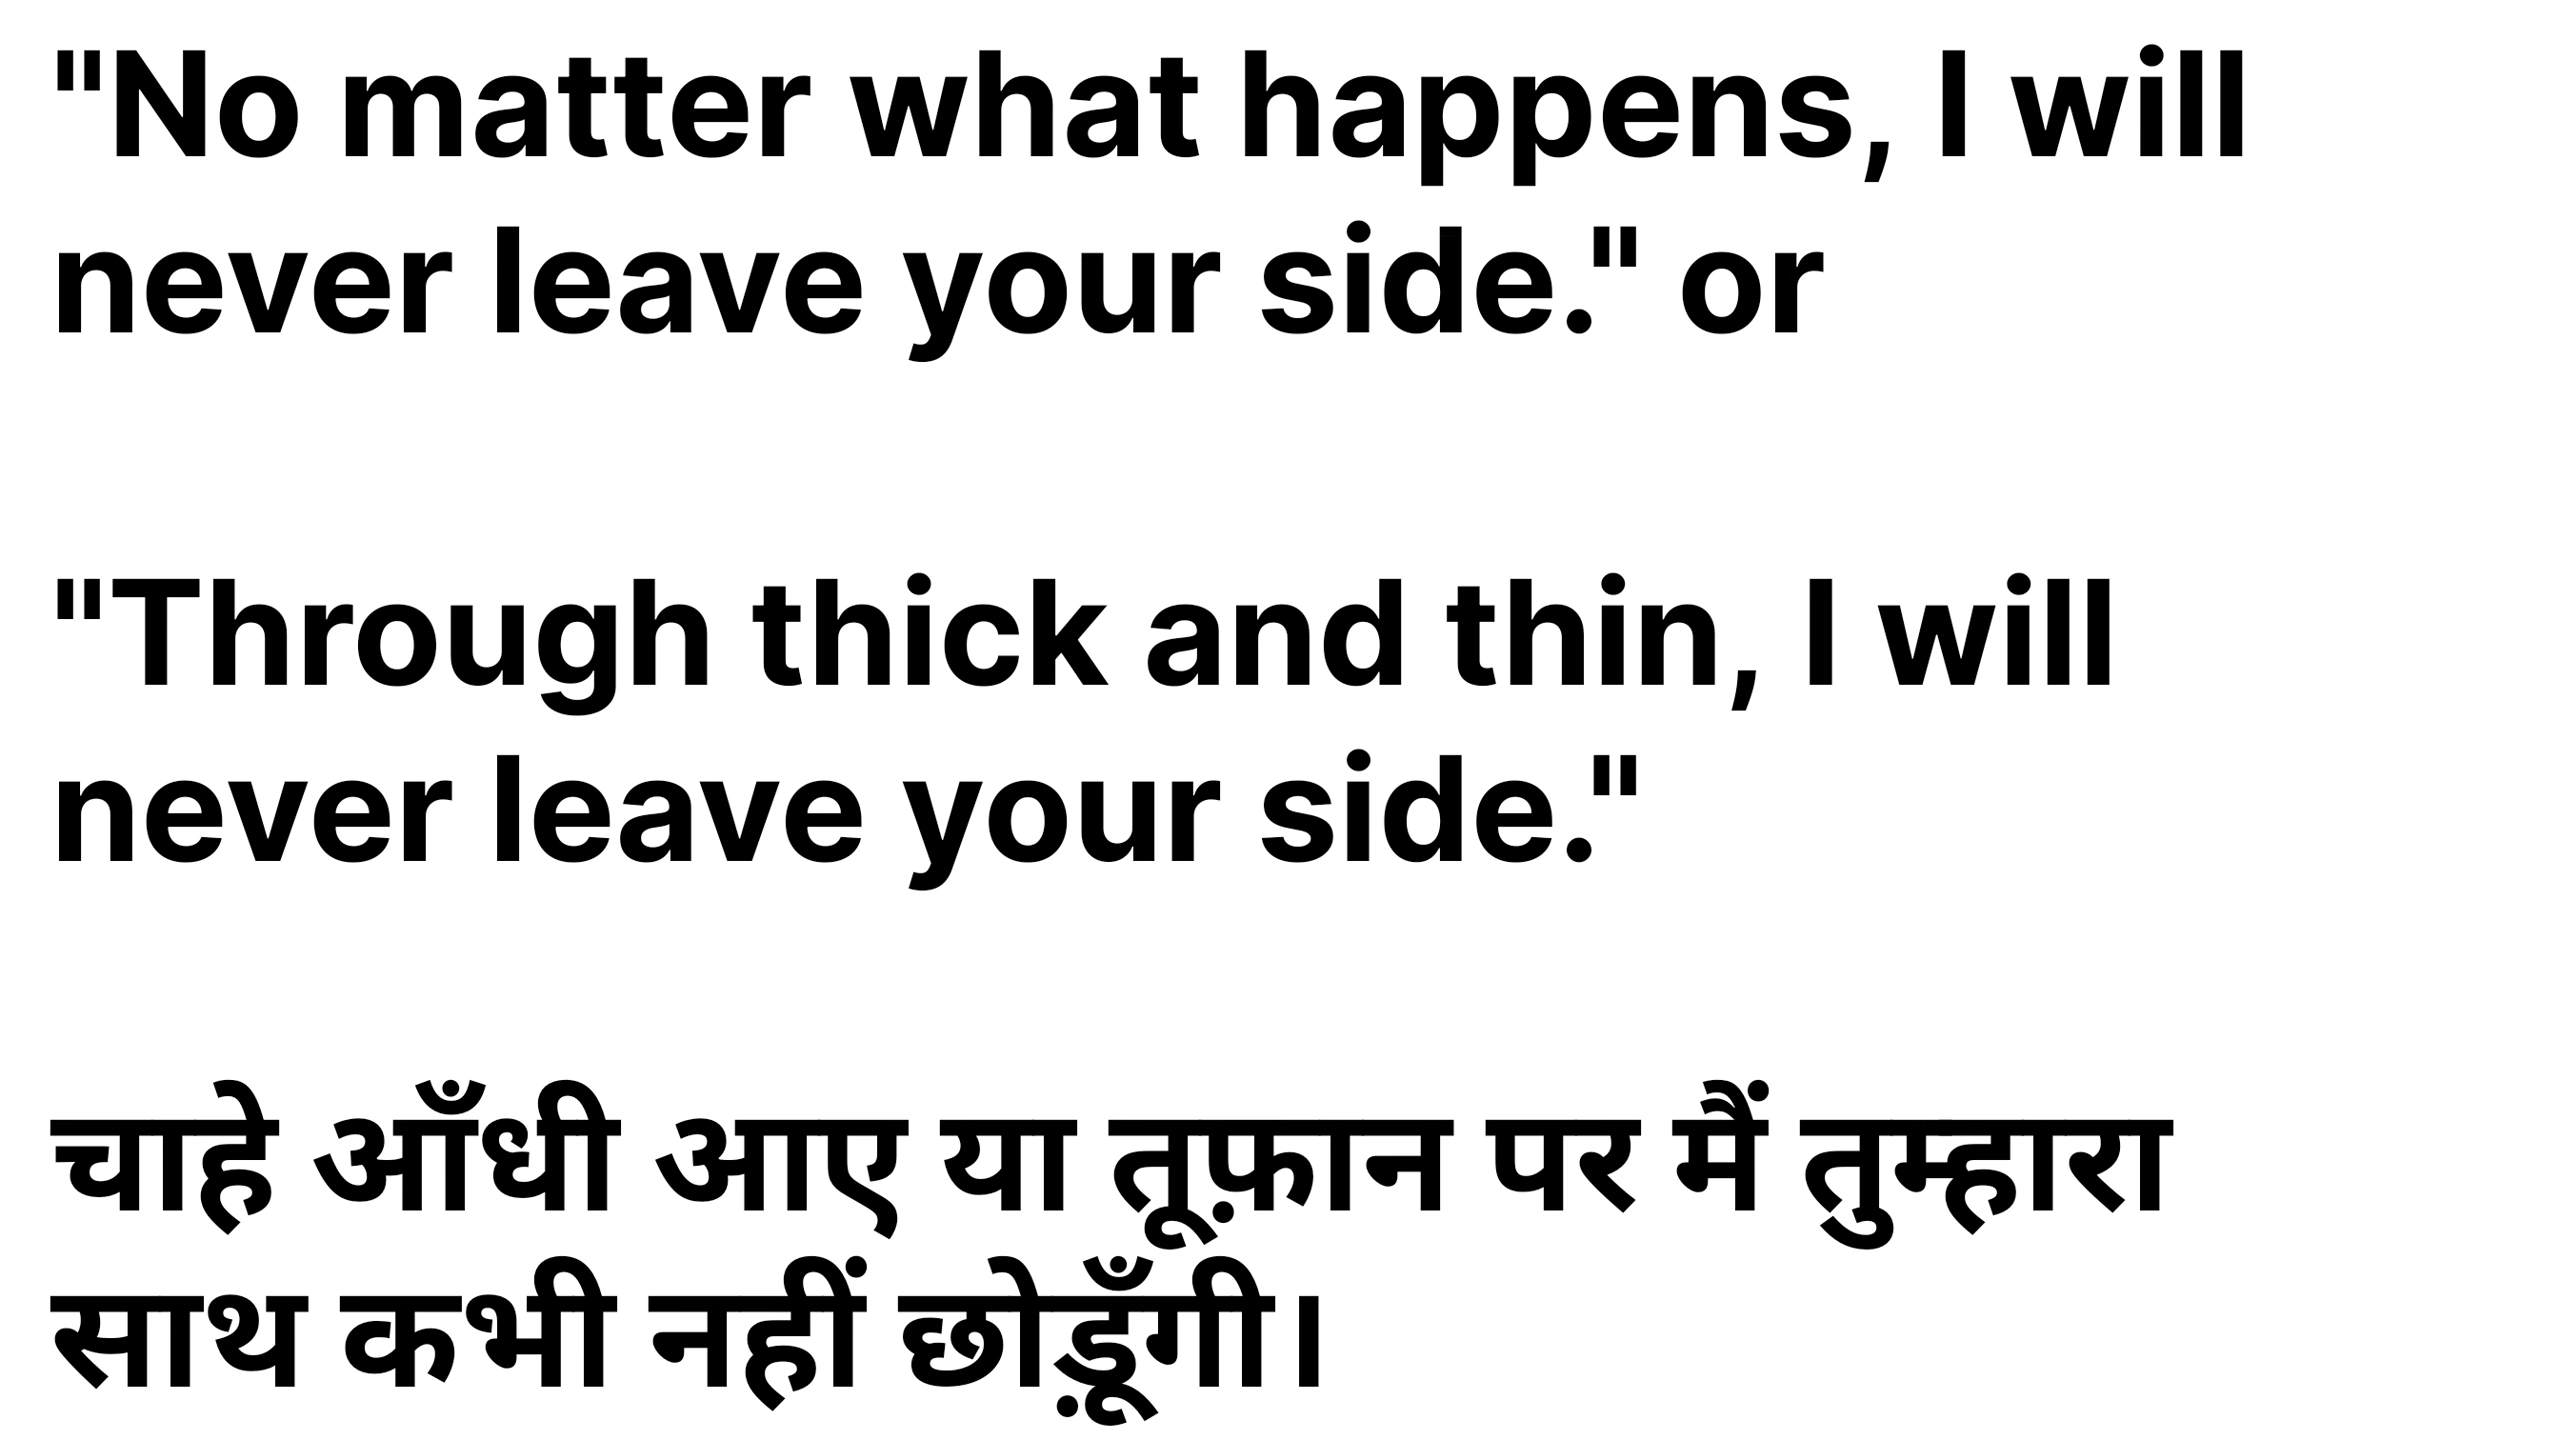 "No matter what happens, I will
never leave your side." or
"Through thick and thin, I will
never leave your side."
चाहे आँधी आए या तूफ़ान पर मैं तुम्हारा
साथ कभी नहीं छोड़ूँगी।